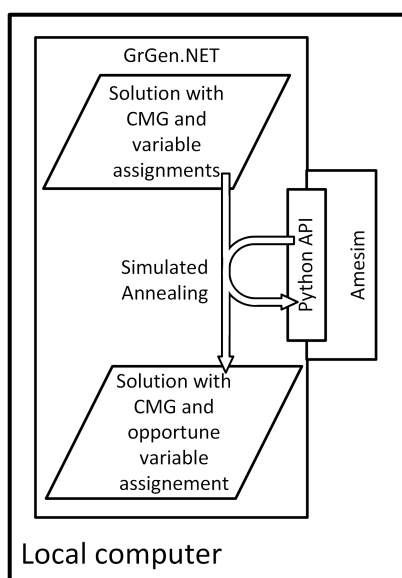 GrGen.NET
Solution with
CMG and
variable
assignments
Simulated
Annealing
Python API
Amesim
Solution with
CMG and
opportune
variable
assignement
Local computer